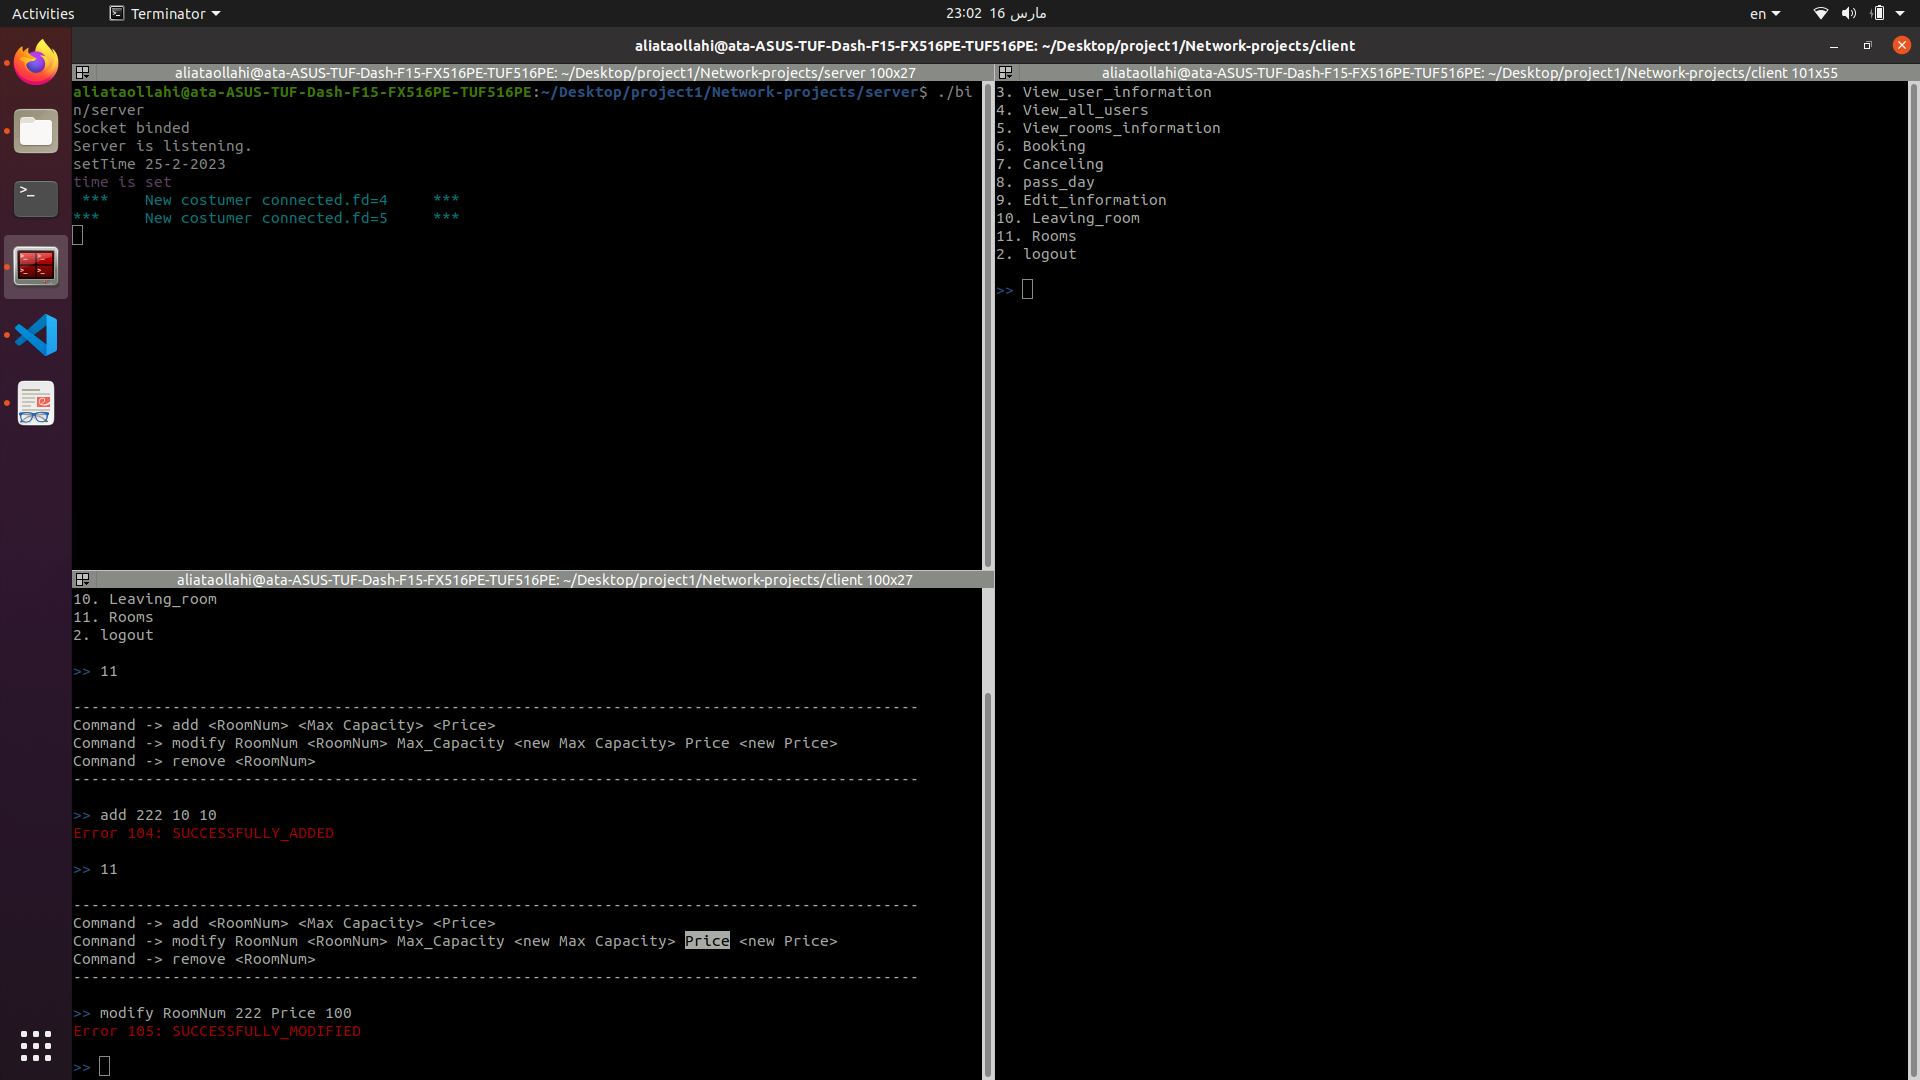 Activities
Terminator
23:02 16 مارس
en
aliataollahi@ata-ASUS-TUF-Dash-F15-FX516PE-TUF516PE: ~/Desktop/project1/Network-projects/client
aliataollahi@ata-ASUS-TUF-Dash-F15-FX516PE-TUF516PE: ~/Desktop/project1/Network-projects/server 100x27
aliataollahi@ata-ASUS-TUF-Dash-F15-FX516PE-TUF516PE:~/Desktop/project1/Network-projects/server$ ./bi
n/server
Socket binded
Server is listening.
setTime 25-2-2023
time is set
*** New costumer connected.fd=4 ***
*** New costumer connected.fd=5 ***
aliataollahi@ata-ASUS-TUF-Dash-F15-FX516PE-TUF516PE: ~/Desktop/project1/Network-projects/client 100x27
10. Leaving_room
11. Rooms
2. logout
>> 11
----------------------------------------------------------------------------------------------
Command -> add <RoomNum> <Max Capacity> <Price>
Command -> modify RoomNum <RoomNum> Max_Capacity <new Max Capacity> Price <new Price>
Command -> remove <RoomNum>
----------------------------------------------------------------------------------------------
>> add 222 10 10
Error 104: SUCCESSFULLY_ADDED
>> 11
----------------------------------------------------------------------------------------------
Command -> add <RoomNum> <Max Capacity> <Price>
Command -> modify RoomNum <RoomNum> Max_Capacity <new Max Capacity> Price <new Price>
Command -> remove <RoomNum>
----------------------------------------------------------------------------------------------
>> modify RoomNum 222 Price 100
Error 105: SUCCESSFULLY_MODIFIED
>>
aliataollahi@ata-ASUS-TUF-Dash-F15-FX516PE-TUF516PE: ~/Desktop/project1/Network-projects/client 101x55
3. View_user_information
4. View_all_users
5. View_rooms_information
6. Booking
7. Canceling
8. pass_day
9. Edit_information
10. Leaving_room
11. Rooms
2. logout
>>